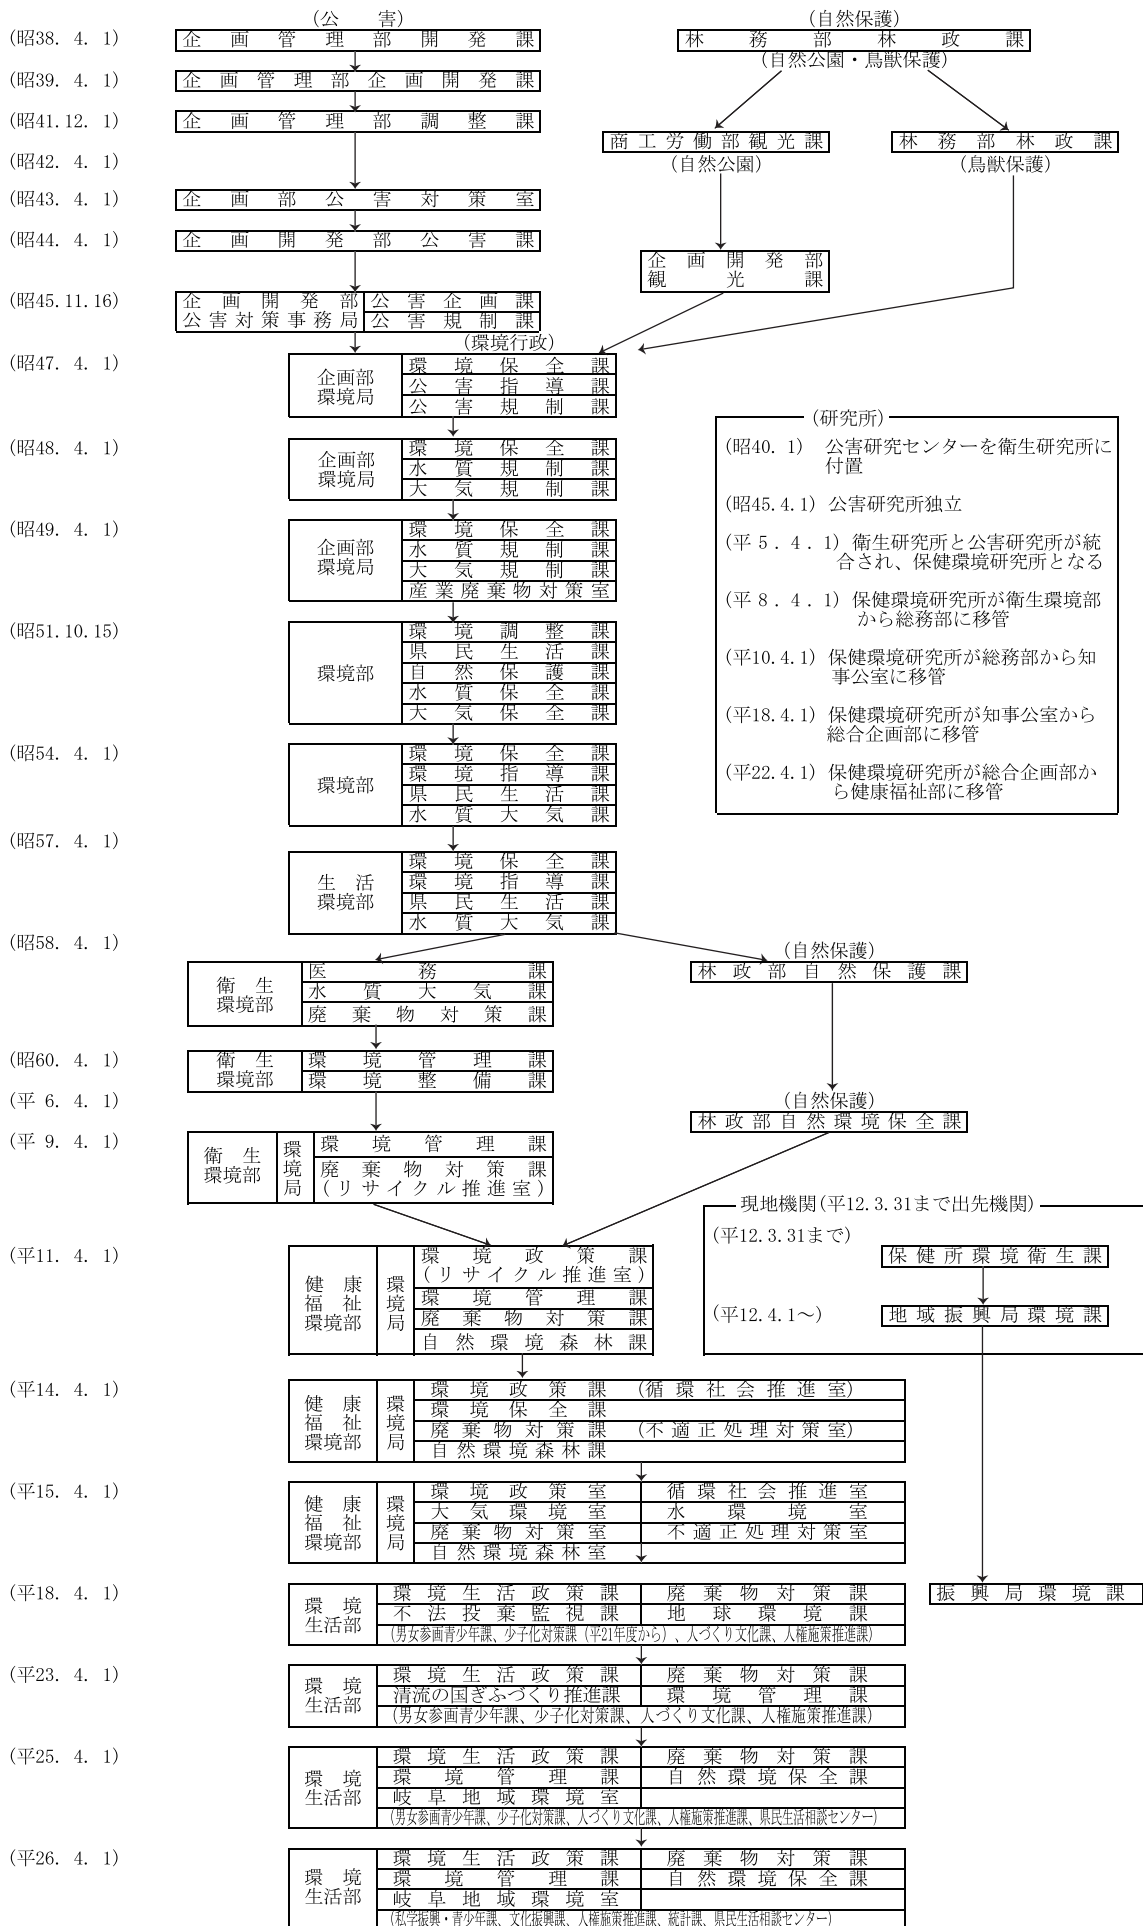 (公　害)
(昭38. 4. 1)
企画管理部開発課
(自然保護)
林務部林政課
(自然公園・鳥獣保護)
(昭39. 4. 1)
企画管理部企画開発課
(昭41.12. 1)
企画管理部調整課
商工労働部観光課
(自然公園)
林務部林政課
(鳥獣保護)
(昭42. 4. 1)
(昭43. 4. 1)
企画部公害対策室
(昭44. 4. 1)
企画開発部公害課
企画開発部
観光課
(昭45.11.16)
企画開発部
公害対策事務局
公害企画課
公害規制課
(環境行政)
(昭47. 4. 1)
企画部
環境局
環境保全課
公害指導課
公害規制課
(昭48. 4. 1)
企画部
環境局
環境保全課
水質規制課
大気規制課
(昭49. 4. 1)
企画部
環境局
環境保全課
水質規制課
大気規制課
産業廃棄物対策室
(昭51.10.15)
環境部
環境調整課
県民生活課
自然保護課
水質保全課
大気保全課
(昭54. 4. 1)
環境部
環境保全課
環境指導課
県民生活課
水質大気課
(研究所)
(昭40. 1) 公害研究センターを衛生研究所に
付置
(昭45.4.1) 公害研究所独立
(平 5 . 4 . 1) 衛生研究所と公害研究所が統
合され、保健環境研究所となる
(平 8 . 4 . 1) 保健環境研究所が衛生環境部
から総務部に移管
(平10.4.1) 保健環境研究所が総務部から知
事公室に移管
(平18.4.1) 保健環境研究所が知事公室から
総合企画部に移管
(平22.4.1) 保健環境研究所が総合企画部か
ら健康福祉部に移管
(昭57. 4. 1)
生　活
環境部
環境保全課
環境指導課
県民生活課
水質大気課
(昭58. 4. 1)
衛　生
環境部
医務課
水質大気課
廃棄物対策課
(自然保護)
林政部自然保護課
(昭60. 4. 1)
衛　生
環境部
環境管理課
環境整備課
(平 6. 4. 1)
(自然保護)
林政部自然環境保全課
(平 9. 4. 1)
衛　生
環境部
環境局
環境管理課
廃棄物対策課
(リサイクル推進室)
現地機関(平12.3.31まで出先機関)
(平12.3.31まで)
保健所環境衛生課
(平12.4.1～)
地域振興局環境課
(平11. 4. 1)
健　康
福　祉
環境部
環境局
環境政策課
(リサイクル推進室)
環境管理課
廃棄物対策課
自然環境森林課
(平14. 4. 1)
健　康
福　祉
環境部
環境局
環境政策課　(循環社会推進室)
環境保全課
廃棄物対策課　(不適正処理対策室)
自然環境森林課
(平15. 4. 1)
健　康
福　祉
環境部
環境局
環境政策室　循環社会推進室
大気環境室　水環境室
廃棄物対策室　不適正処理対策室
自然環境森林室
(平18. 4. 1)
環　境
生活部
環境生活政策課　廃棄物対策課
不法投棄監視課　地球環境課
(男女参画青少年課、少子化対策課（平21年度から）、人づくり文化課、人権施策推進課)
振興局環境課
(平23. 4. 1)
環　境
生活部
環境生活政策課　廃棄物対策課
清流の国ぎふづくり推進課　環境管理課
(男女参画青少年課、少子化対策課、人づくり文化課、人権施策推進課)
(平25. 4. 1)
環　境
生活部
環境生活政策課　廃棄物対策課
環境管理課　自然環境保全課
岐阜地域環境室
(男女参画青少年課、少子化対策課、人づくり文化課、人権施策推進課、県民生活相談センター)
(平26. 4. 1)
環　境
生活部
環境生活政策課　廃棄物対策課
環境管理課　自然環境保全課
岐阜地域環境室
(私学振興・青少年課、文化振興課、人権施策推進課、統計課、県民生活相談センター)